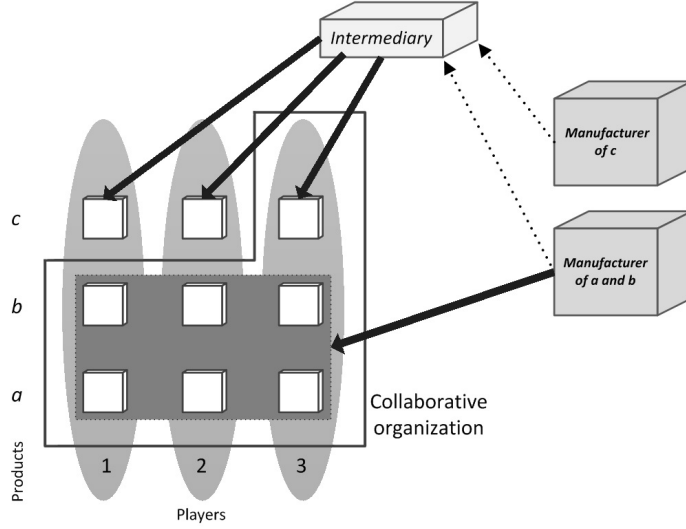 Intermediary
Manufacturer
of c
Manufacturer
of a and b
c
b
a
Collaborative
organization
1 2 3
Products
Players